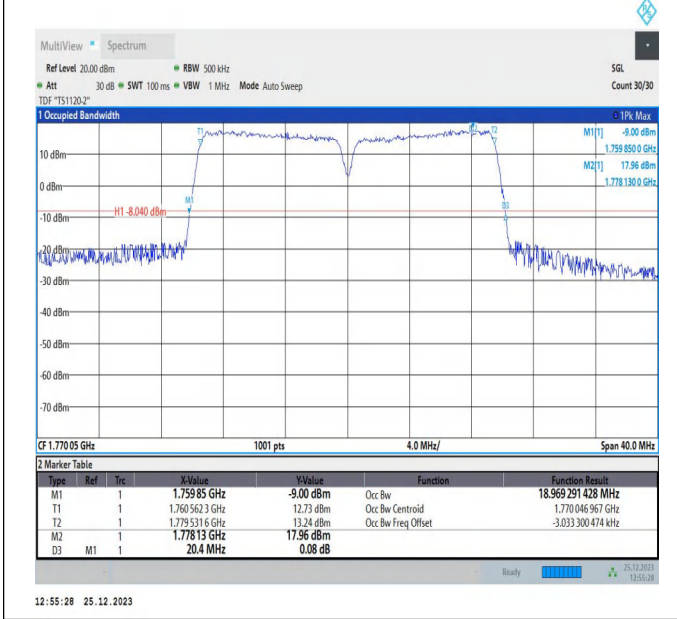 R&S
MultiView Spectrum
Ref Level 20.00 dBm RBW 500 kHz SGL
Att 30 dB SWT 100 ms VBW 1 MHz Mode Auto Sweep Count 30/30
TDF "TS1120-2"
1 Occupied Bandwidth 1Pk Max
M1[1] -9.00 dBm
1.759 850 0 GHz
M2[1] 17.96 dBm
1.778 130 0 GHz
T1
M2
T2
10 dBm
0 dBm
M1
H1 -8.040 dBm
D3
-10 dBm
-20 dBm
-30 dBm
-40 dBm
-50 dBm
-60 dBm
-70 dBm
CF 1.770 05 GHz 1001 pts 4.0 MHz/ Span 40.0 MHz
2 Marker Table
Type Ref Trc X-Value Y-Value Function Function Result
M1 1 1.759 85 GHz -9.00 dBm Occ Bw 18.969 291 428 MHz
T1 1 1.760 562 3 GHz 12.73 dBm Occ Bw Centroid 1.770 046 967 GHz
T2 1 1.779 531 6 GHz 13.24 dBm Occ Bw Freq Offset -3.033 300 474 kHz
M2 1 1.778 13 GHz 17.96 dBm
D3 M1 1 20.4 MHz 0.08 dB
Ready 25.12.2023
12:55:28
12:55:28 25.12.2023